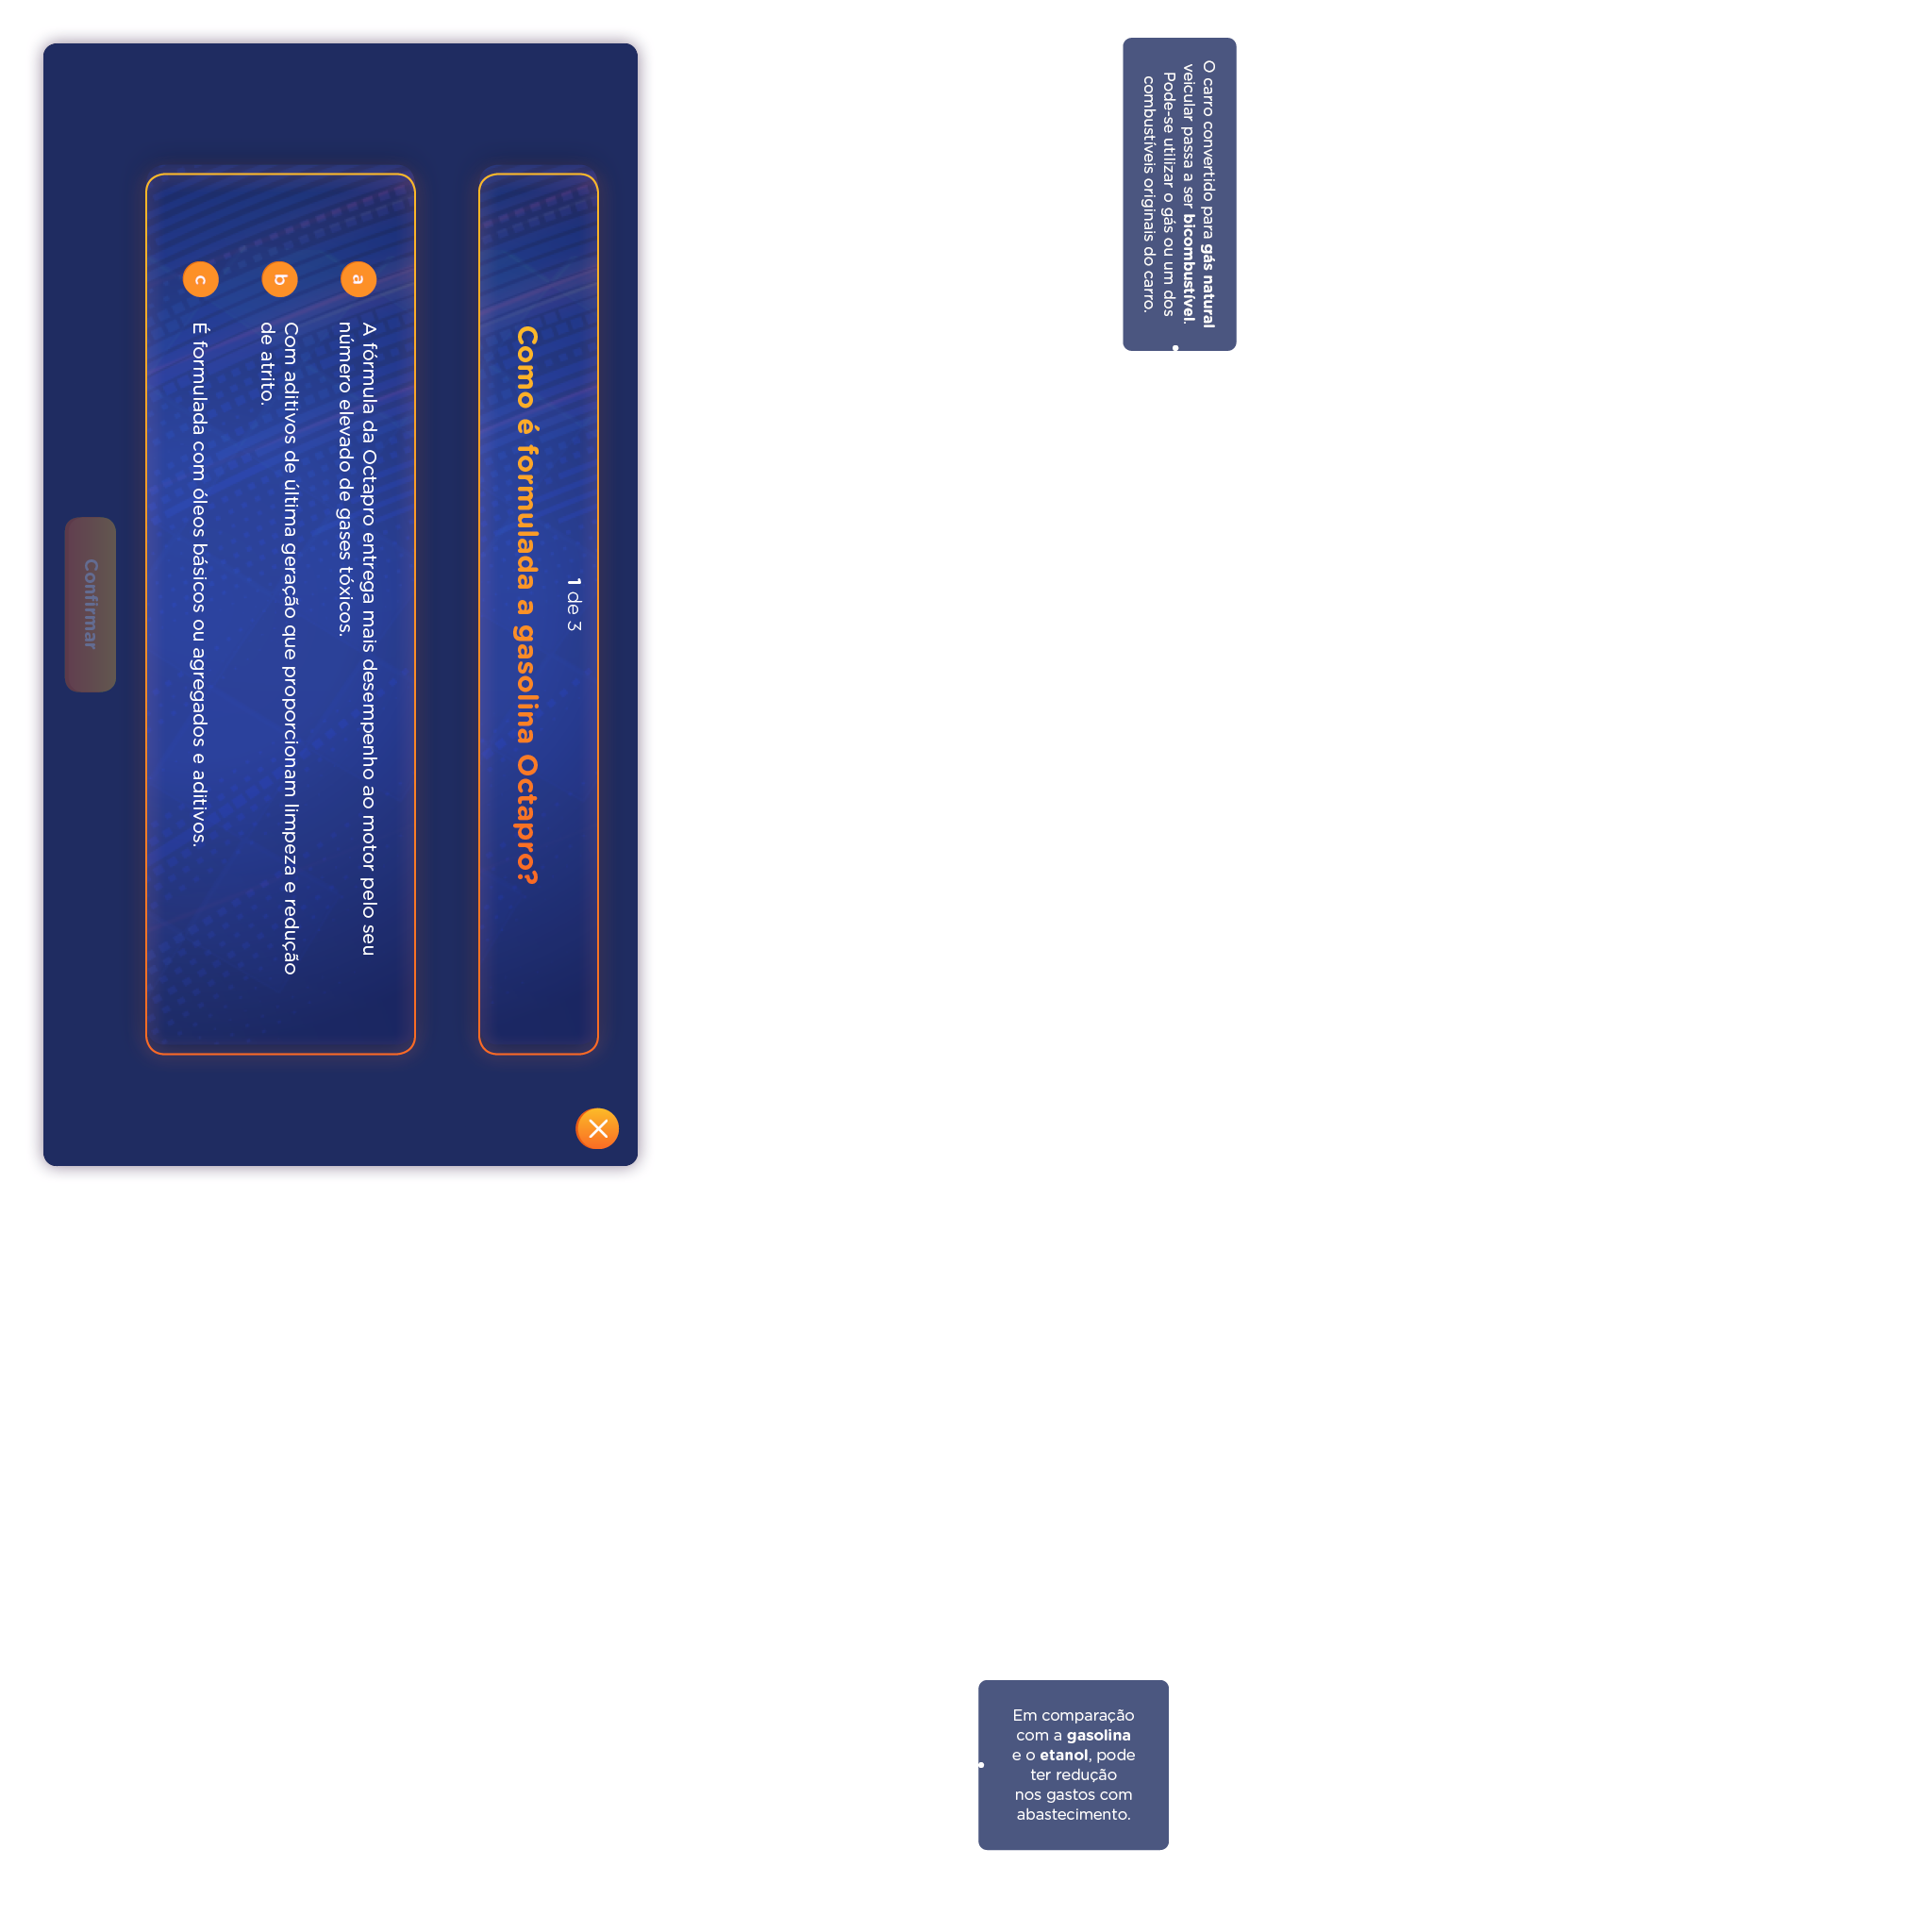 1 de 3
Como é formulada a gasolina Octapro?
a
A fórmula da Octapro entrega mais desempenho ao motor pelo seu
número elevado de gases tóxicos.
b
Com aditivos de última geração que proporcionam limpeza e redução
de atrito.
c
É formulada com óleos básicos ou agregados e aditivos.
Confirmar
O carro convertido para gás natural
veicular passa a ser bicombustível.
Pode-se utilizar o gás ou um dos
combustíveis originais do carro.
Em comparação
com a gasolina
e o etanol, pode
ter redução
nos gastos com
abastecimento.